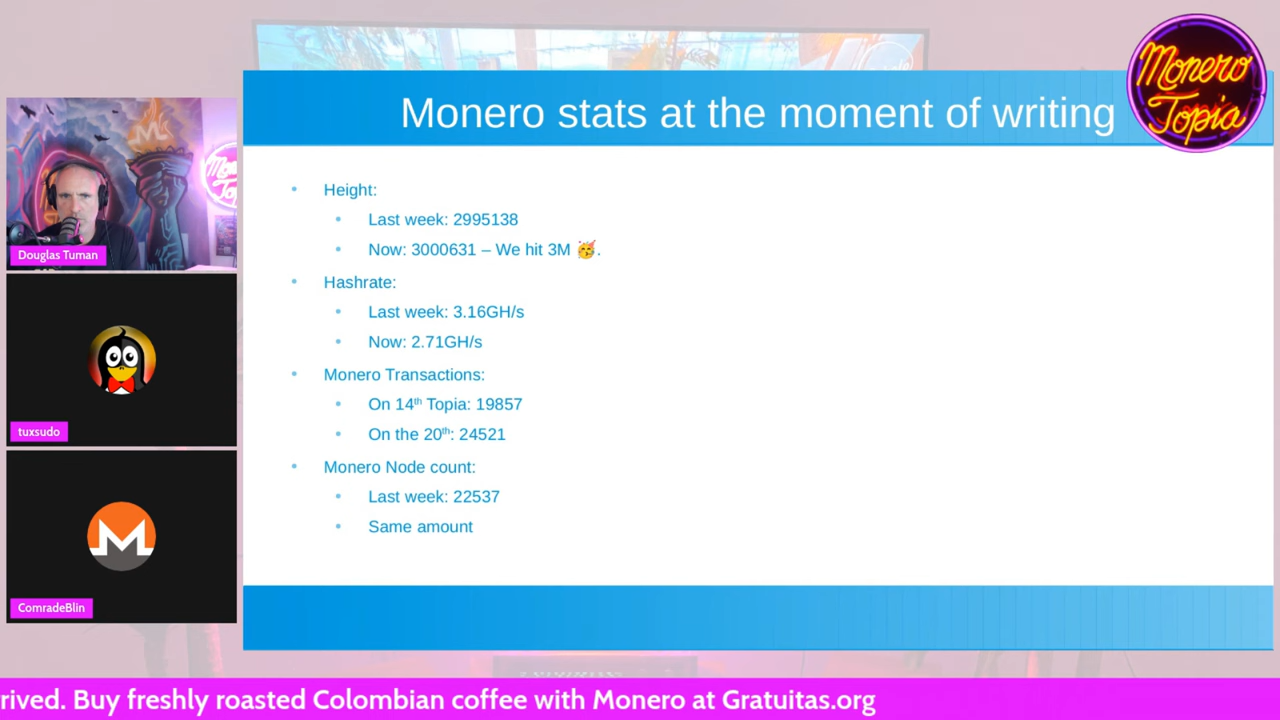 Monero stats at the moment of writing
Monero
Topia
Height:
Last week: 2995138
Now: 3000631 – We hit 3M 🥳.
Hashrate:
Last week: 3.16GH/s
Now: 2.71GH/s
Monero Transactions:
On 14th Topia: 19857
On the 20th: 24521
Monero Node count:
Last week: 22537
Same amount
Douglas Tuman
tuxsudo
ComradeBlin
rived. Buy freshly roasted Colombian coffee with Monero at Gratuitas.org